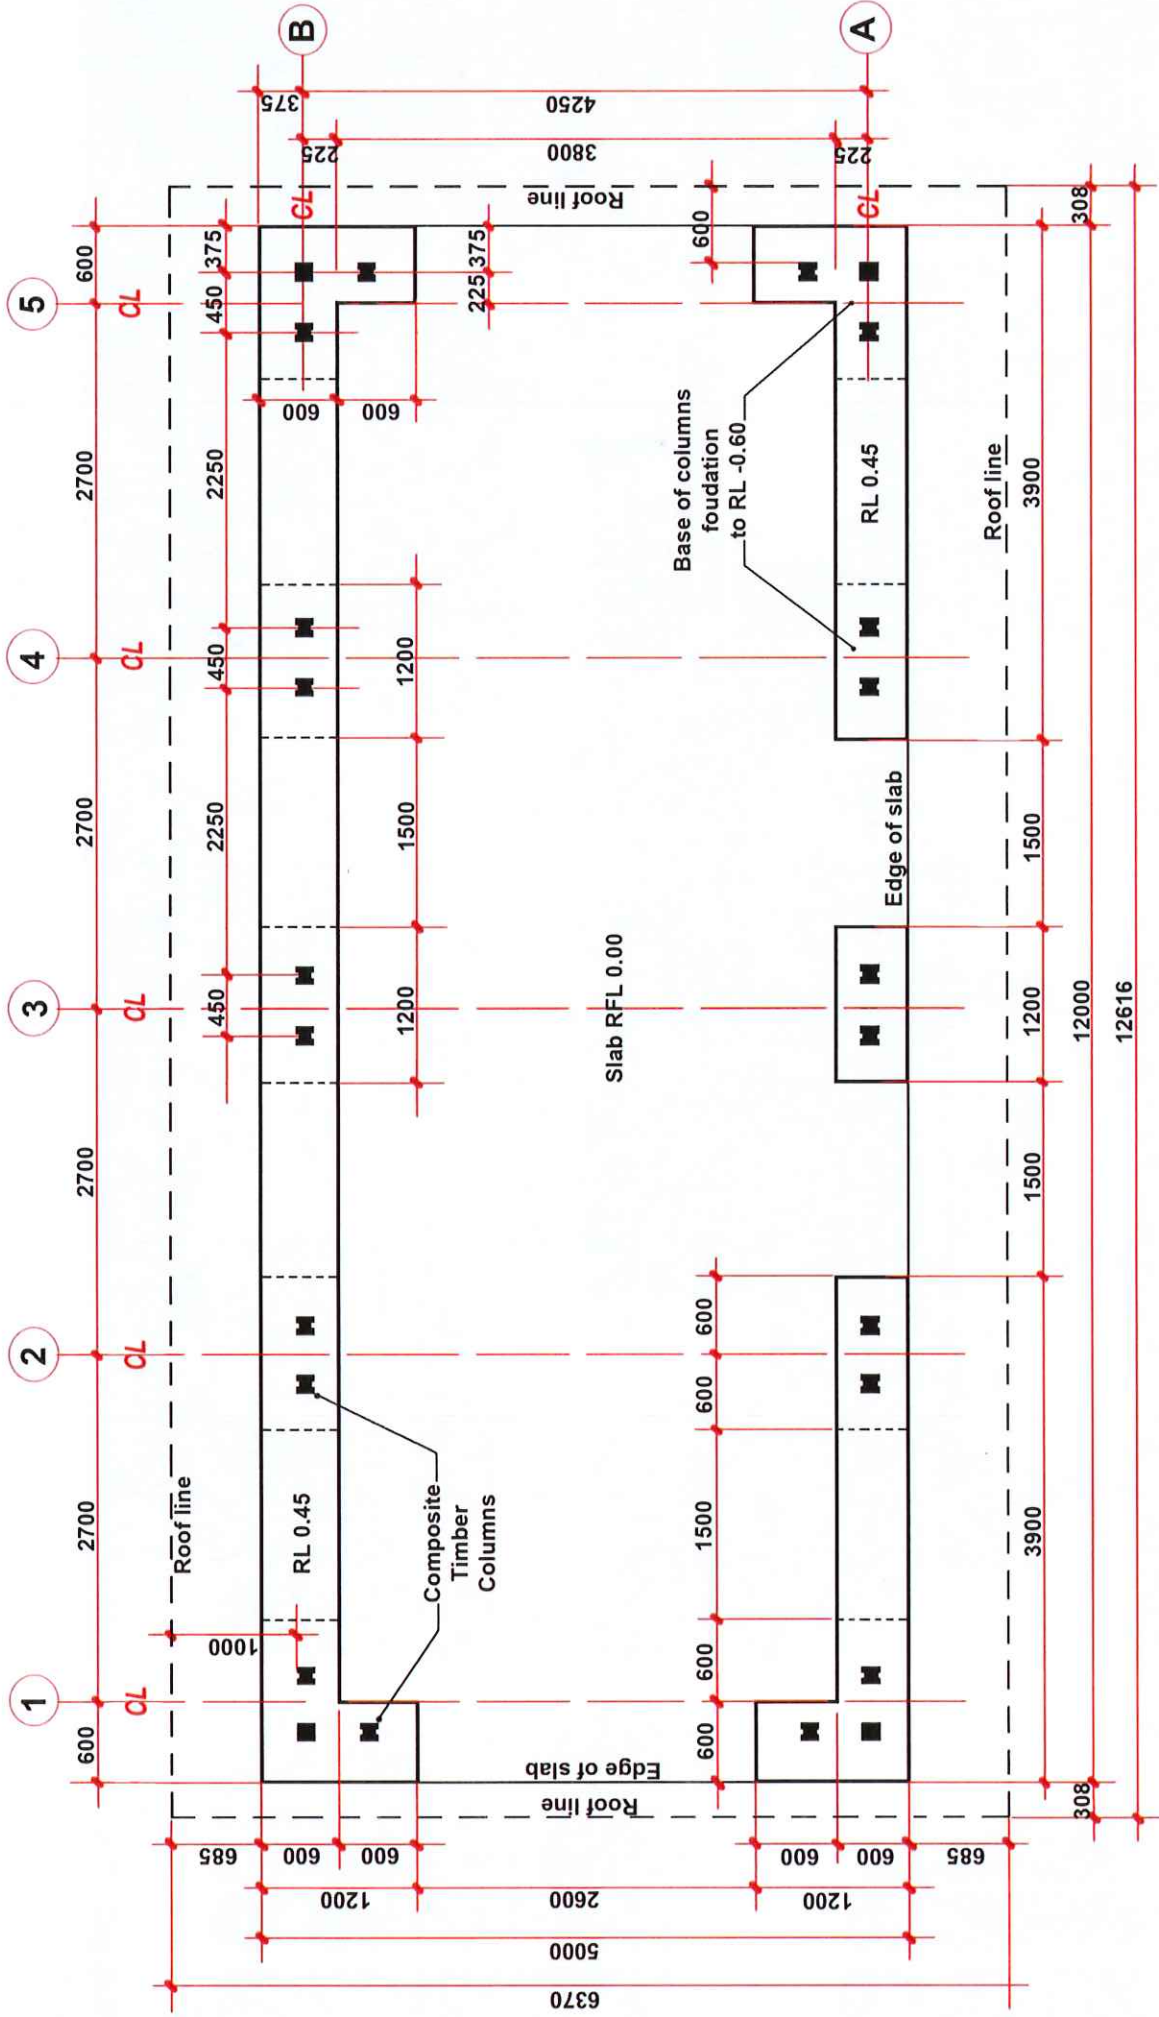 1 2 3 4 5
600 2700 2700 2700 2700 600
CL CL CL CL CL
Roof line
450 2250 450 2250 450 375
1000
685
RL 0.45
CL
B
375
600
600
225
600
600
1200
1200 1500 1200
Composite
Timber
Columns
225 375
Roof line
4250
3800
Slab RFL 0.00
Edge of slab
Roof line
2600
5000
6370
Base of columns
foudation
to RL -0.60
600 600 1500 600 600
600
600
600
1200
225
RL 0.45
CL
A
Edge of slab
685
Roof line
3900 1500 1200 1500 3900
308 12000 308
12616